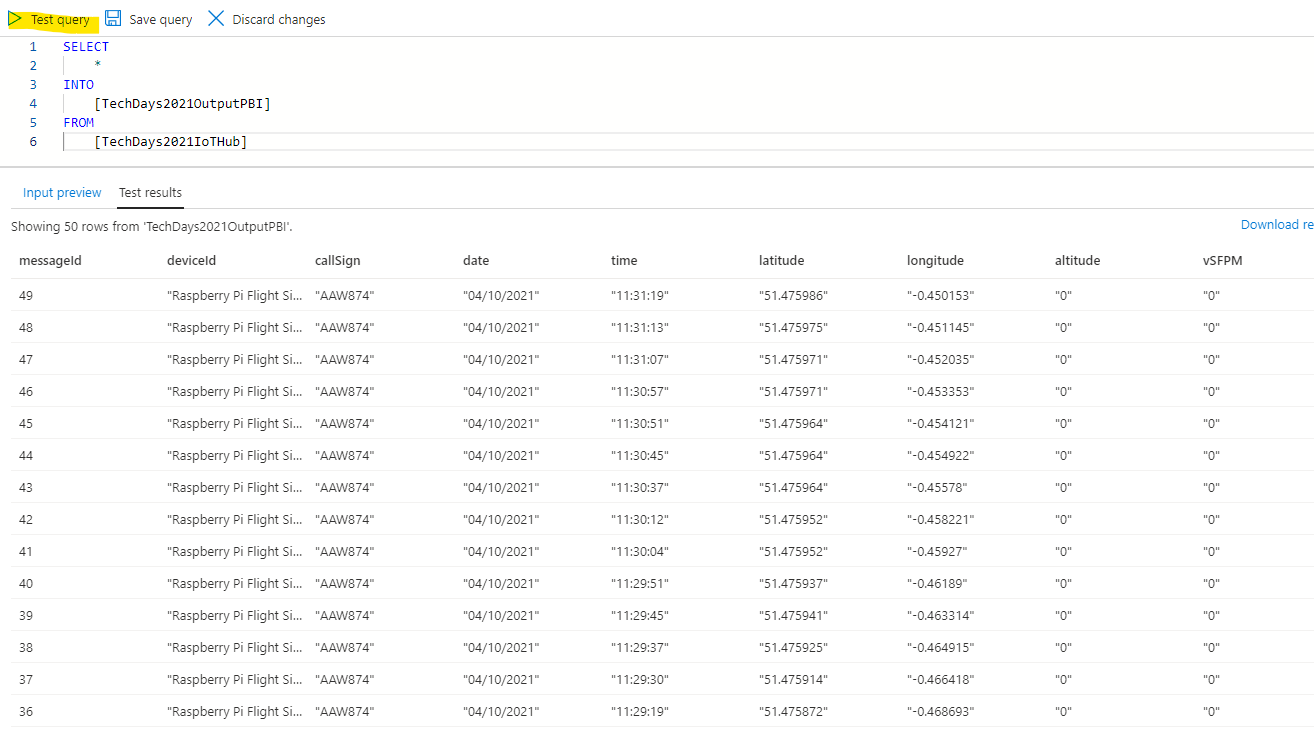 Test query Save query Discard changes
1 SELECT
2 *
3 INTO
4 [TechDays2021OutputPBI]
5 FROM
6 [TechDays2021IoTHub]
Input preview Test results
Showing 50 rows from 'TechDays2021OutputPBI'.
Download re
messageId deviceId callSign date time latitude longitude altitude vSFPM
49 "Raspberry Pi Flight Si... "AAW874" "04/10/2021" "11:31:19" "51.475986" "-0.450153" "0" "0"
48 "Raspberry Pi Flight Si... "AAW874" "04/10/2021" "11:31:13" "51.475975" "-0.451145" "0" "0"
47 "Raspberry Pi Flight Si... "AAW874" "04/10/2021" "11:31:07" "51.475971" "-0.452035" "0" "0"
46 "Raspberry Pi Flight Si... "AAW874" "04/10/2021" "11:30:57" "51.475971" "-0.453353" "0" "0"
45 "Raspberry Pi Flight Si... "AAW874" "04/10/2021" "11:30:51" "51.475964" "-0.454121" "0" "0"
44 "Raspberry Pi Flight Si... "AAW874" "04/10/2021" "11:30:45" "51.475964" "-0.454922" "0" "0"
43 "Raspberry Pi Flight Si... "AAW874" "04/10/2021" "11:30:37" "51.475964" "-0.45578" "0" "0"
42 "Raspberry Pi Flight Si... "AAW874" "04/10/2021" "11:30:12" "51.475952" "-0.458221" "0" "0"
41 "Raspberry Pi Flight Si... "AAW874" "04/10/2021" "11:30:04" "51.475952" "-0.45927" "0" "0"
40 "Raspberry Pi Flight Si... "AAW874" "04/10/2021" "11:29:51" "51.475937" "-0.46189" "0" "0"
39 "Raspberry Pi Flight Si... "AAW874" "04/10/2021" "11:29:45" "51.475941" "-0.463314" "0" "0"
38 "Raspberry Pi Flight Si... "AAW874" "04/10/2021" "11:29:37" "51.475925" "-0.464915" "0" "0"
37 "Raspberry Pi Flight Si... "AAW874" "04/10/2021" "11:29:30" "51.475914" "-0.466418" "0" "0"
36 "Raspberry Pi Flight Si... "AAW874" "04/10/2021" "11:29:19" "51.475872" "-0.468693" "0" "0"